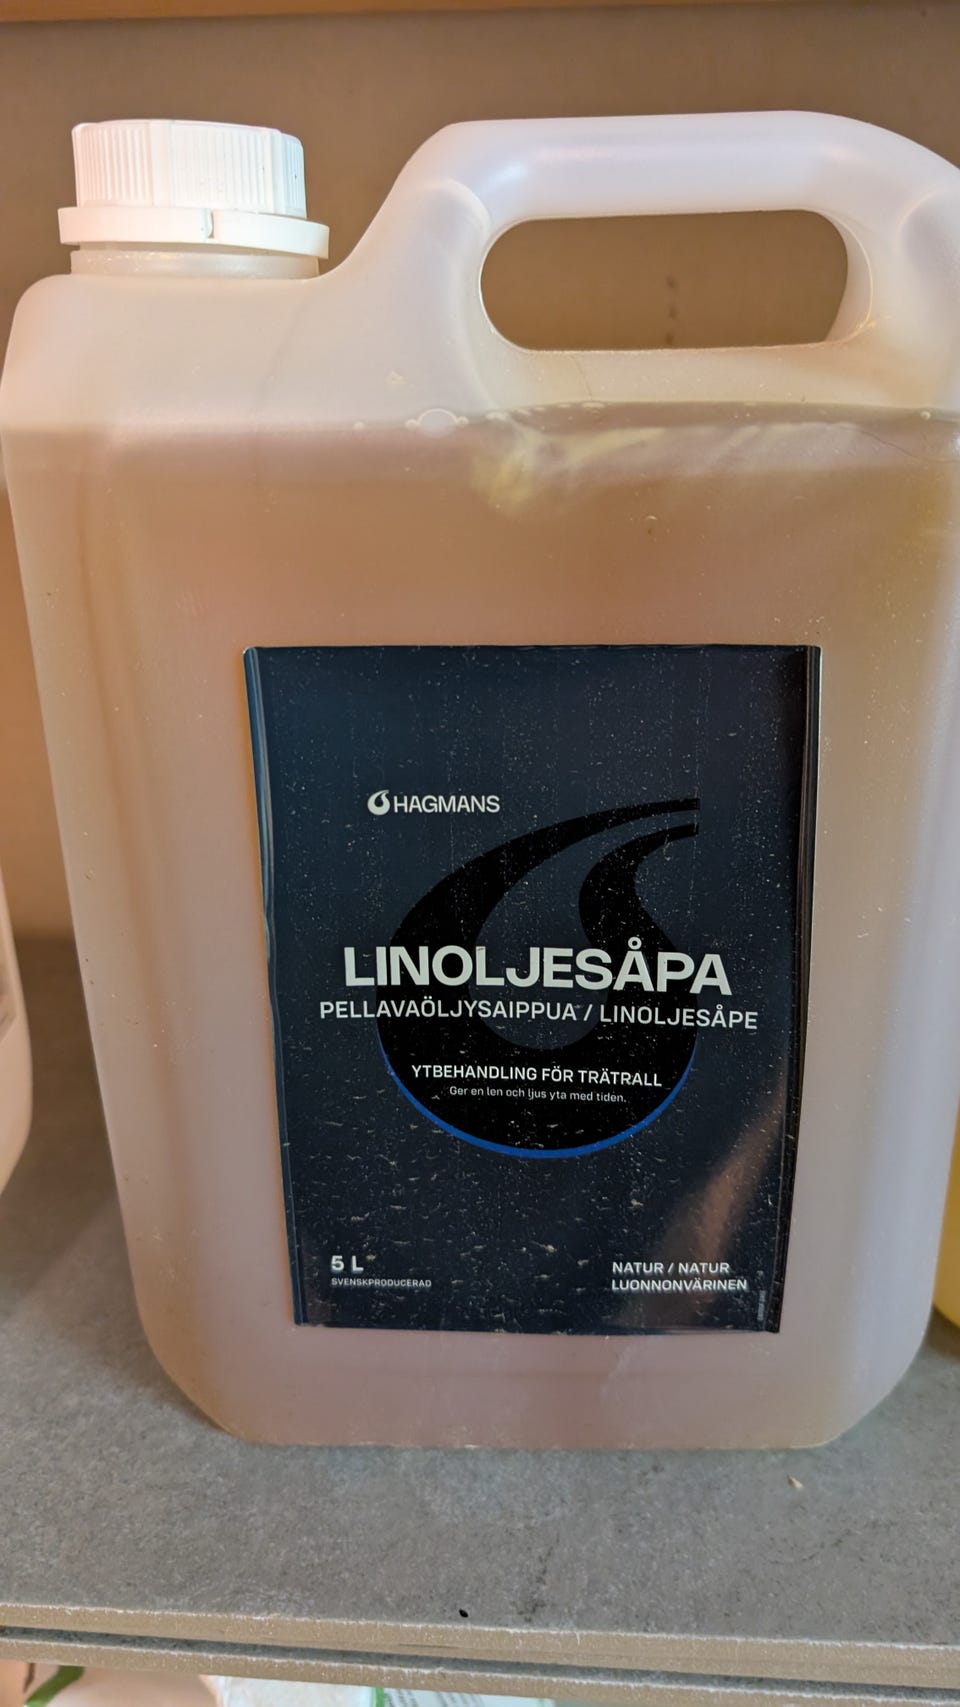 HAGMANS
LINOLJESÅPA
PELLAVAÖLJYSAIPPUA / LINOLJESÅPE
YTBEHANDLING FÖR TRÄTRALL
Ger en len och ljus yta med tiden.
5 L
SVENSKPRODUCERAD
NATUR / NATUR
LUONNONVÄRINEN